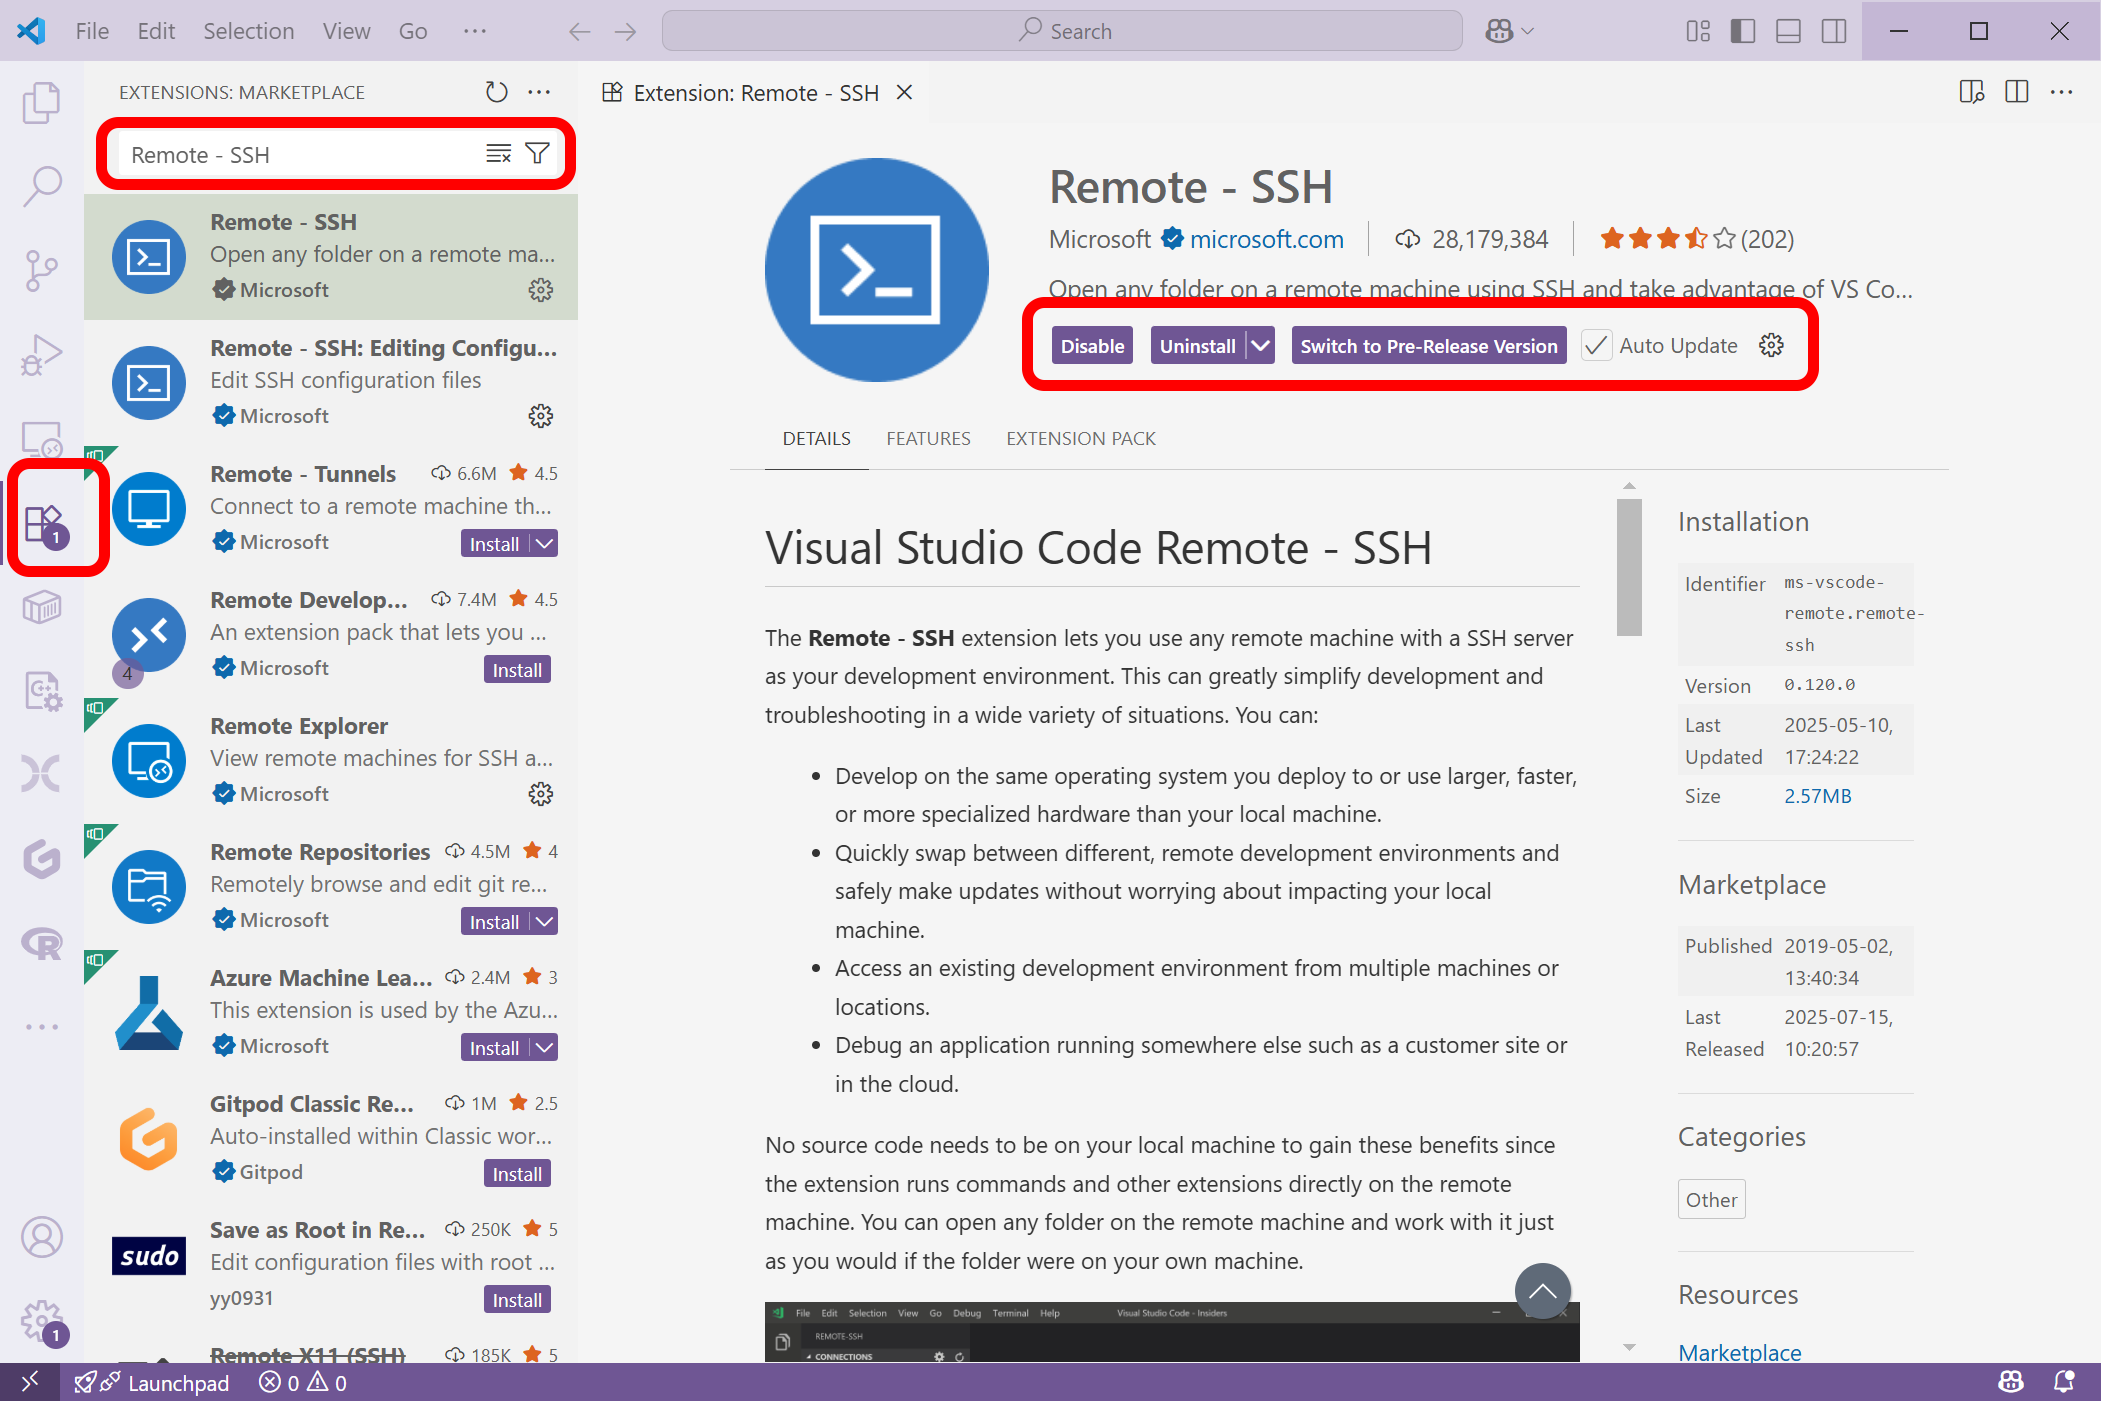 File Edit Selection View Go ···
Search
EXTENSIONS: MARKETPLACE
Remote - SSH
Remote - SSH
Open any folder on a remote ma...
Microsoft
Remote - SSH: Editing Configu...
Edit SSH configuration files
Microsoft
Remote - Tunnels 6.6M 4.5
Connect to a remote machine th...
Microsoft Install
1
Remote Develop... 7.4M 4.5
An extension pack that lets you ...
Microsoft Install
4
Remote Explorer
View remote machines for SSH a...
Microsoft
Remote Repositories 4.5M 4
Remotely browse and edit git re...
Microsoft Install
Azure Machine Lea... 2.4M 3
This extension is used by the Azu...
Microsoft Install
Gitpod Classic Re... 1M 2.5
Auto-installed within Classic wor...
Gitpod Install
Save as Root in Re... 250K 5
sudo
Edit configuration files with root ...
yy0931 Install
1
Remote X11 (SSH) 185K 5
Extension: Remote - SSH
Remote - SSH
Microsoft microsoft.com 28,179,384 (202)
Open any folder on a remote machine using SSH and take advantage of VS Co...
Disable Uninstall Switch to Pre-Release Version Auto Update
DETAILS FEATURES EXTENSION PACK
Visual Studio Code Remote - SSH
The Remote - SSH extension lets you use any remote machine with a SSH server
as your development environment. This can greatly simplify development and
troubleshooting in a wide variety of situations. You can:
• Develop on the same operating system you deploy to or use larger, faster,
or more specialized hardware than your local machine.
• Quickly swap between different, remote development environments and
safely make updates without worrying about impacting your local
machine.
• Access an existing development environment from multiple machines or
locations.
• Debug an application running somewhere else such as a customer site or
in the cloud.
No source code needs to be on your local machine to gain these benefits since
the extension runs commands and other extensions directly on the remote
machine. You can open any folder on the remote machine and work with it just
as you would if the folder were on your own machine.
File Edit Selection View Go Debug Terminal Help Visual Studio Code - Insiders
REMOTE-SSH
CONNECTIONS
Installation
Identifier ms-vscode-
remote.remote-
ssh
Version 0.120.0
Last 2025-05-10,
Updated 17:24:22
Size 2.57MB
Marketplace
Published 2019-05-02,
13:40:34
Last 2025-07-15,
Released 10:20:57
Categories
Other
Resources
Marketplace
Launchpad 0 0